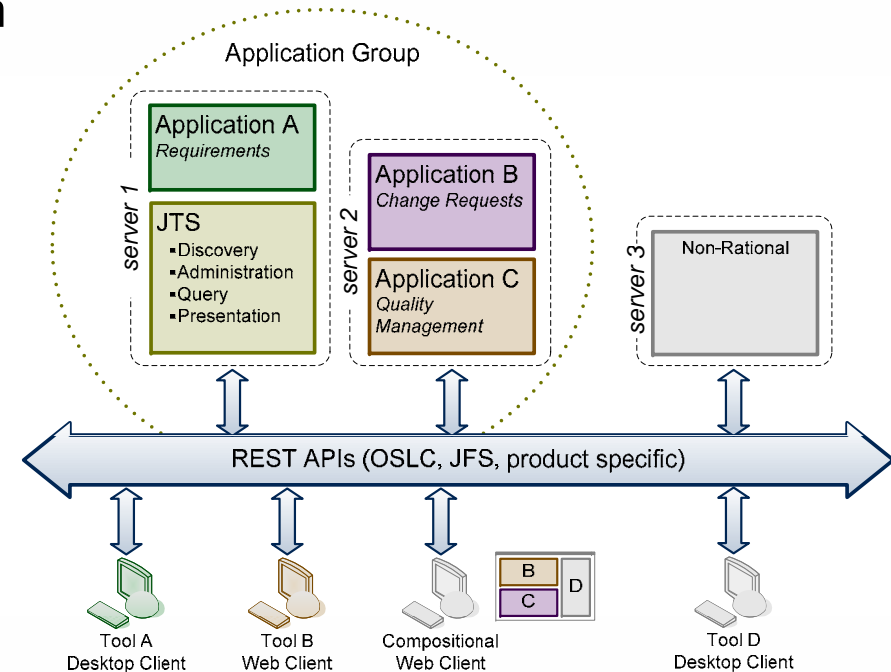 Application Group
server 1
Application A
Requirements
JTS
▪Discovery
▪Administration
▪Query
▪Presentation
server 2
Application B
Change Requests
Application C
Quality
Management
server 3
Non-Rational
REST APIs (OSLC, JFS, product specific)
Tool A
Desktop Client
Tool B
Web Client
Compositional
Web Client
B
C
D
Tool D
Desktop Client